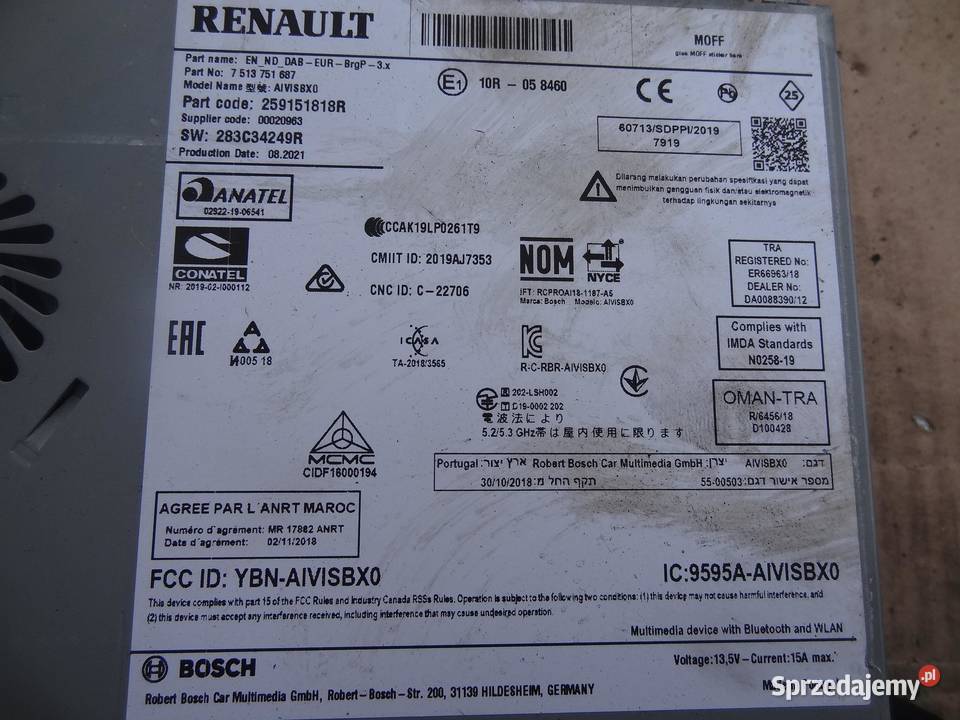 RENAULT
MOFF
Part name: EN_ND_DAB-EUR-BrgP-3.x
Part No: 7 513 751 687
Model Name 型號: AIVISBX0
Part code: 259151818R
Supplier code: 00020963
SW: 283C34249R
Production Date: 08.2021
E1 10R - 05 8460
CE
Pb
25
60713/SDPPI/2019
7919
Dilarang melakukan perubahan spesifikasi yang dapat
menimbulkan gangguan fisik dan/atau elektromagnetik
terhadap lingkungan sekitarnya
ANATEL
02922-19-06541
CONATEL
NR: 2019-02-I000112
CCAK19LP0261T9
CMIIT ID: 2019AJ7353
CNC ID: C-22706
NOM
NYCE
IFT: RCPROAI18-1187-A5
Marca: Bosch Modelo: AIVISBX0
TRA
REGISTERED No:
ER66963/18
DEALER No:
DA0088390/12
EAC
И005 18
ICASA
TA-2018/3565
R-C-RBR-AIVISBX0
Complies with
IMDA Standards
N0258-19
R 202-LSH002
T D19-0002 202
電波法により
5.2/5.3 GHz帯は屋内使用に限ります
OMAN-TRA
R/6456/18
D100428
MCMC
CIDF16000194
דגם: AIVISBX0 יצרן: Robert Bosch Car Multimedia GmbH ארץ יצור: Portugal
מספר אישור דגם: 55-00503 תקף החל מ: 30/10/2018
AGREE PAR L´ANRT MAROC
Numéro d´agrément: MR 17882 ANRT
Date d´agrément: 02/11/2018
FCC ID: YBN-AIVISBX0
IC:9595A-AIVISBX0
This device complies with part 15 of the FCC Rules and Industry Canada RSSs Rules. Operation is subject to the following two conditions: (1) this device may not cause harmful interference, and
(2) this device must accept any interference received, including interference that may cause undesired operation.
Multimedia device with Bluetooth and WLAN
BOSCH
Voltage:13,5V - Current:15A max.
Robert Bosch Car Multimedia GmbH, Robert-Bosch-Str. 200, 31139 HILDESHEIM, GERMANY
Sprzedajemy.pl